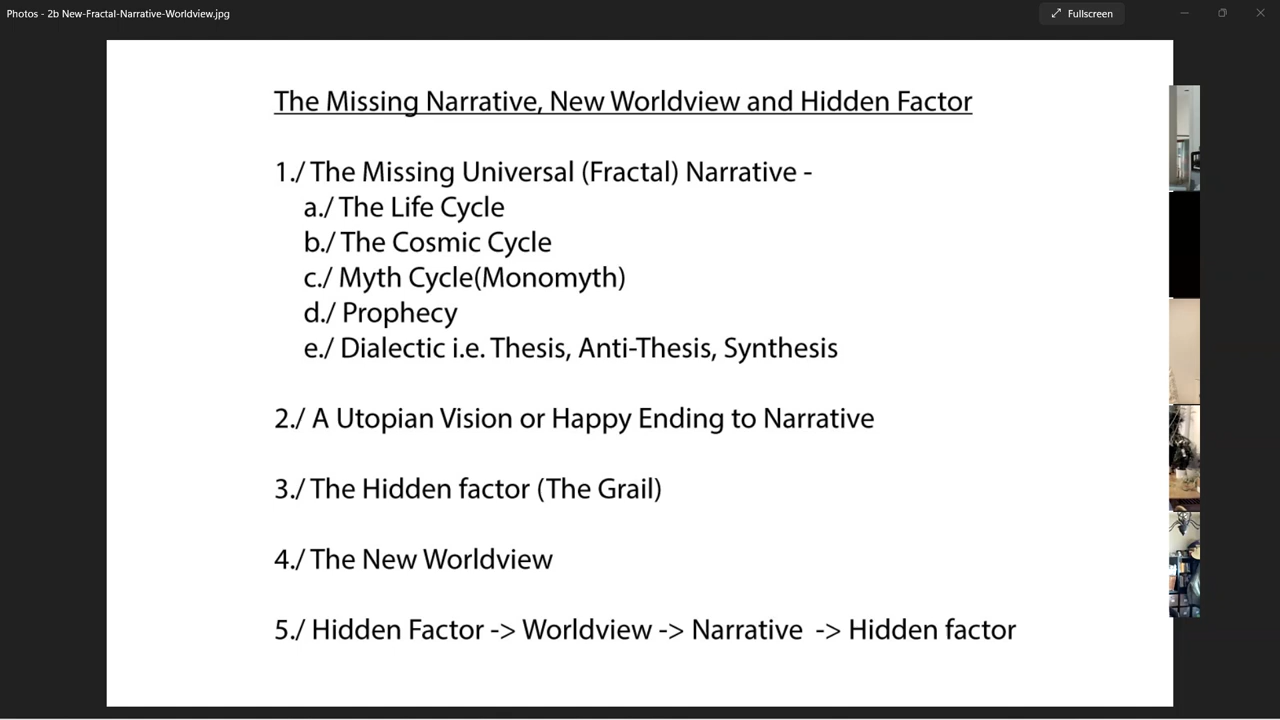 Photos - 2b New-Fractal-Narrative-Worldview.jpg
Fullscreen
The Missing Narrative, New Worldview and Hidden Factor
1./ The Missing Universal (Fractal) Narrative -
a./ The Life Cycle
b./ The Cosmic Cycle
c./ Myth Cycle(Monomyth)
d./ Prophecy
e./ Dialectic i.e. Thesis, Anti-Thesis, Synthesis
2./ A Utopian Vision or Happy Ending to Narrative
3./ The Hidden factor (The Grail)
4./ The New Worldview
5./ Hidden Factor -> Worldview -> Narrative  -> Hidden factor